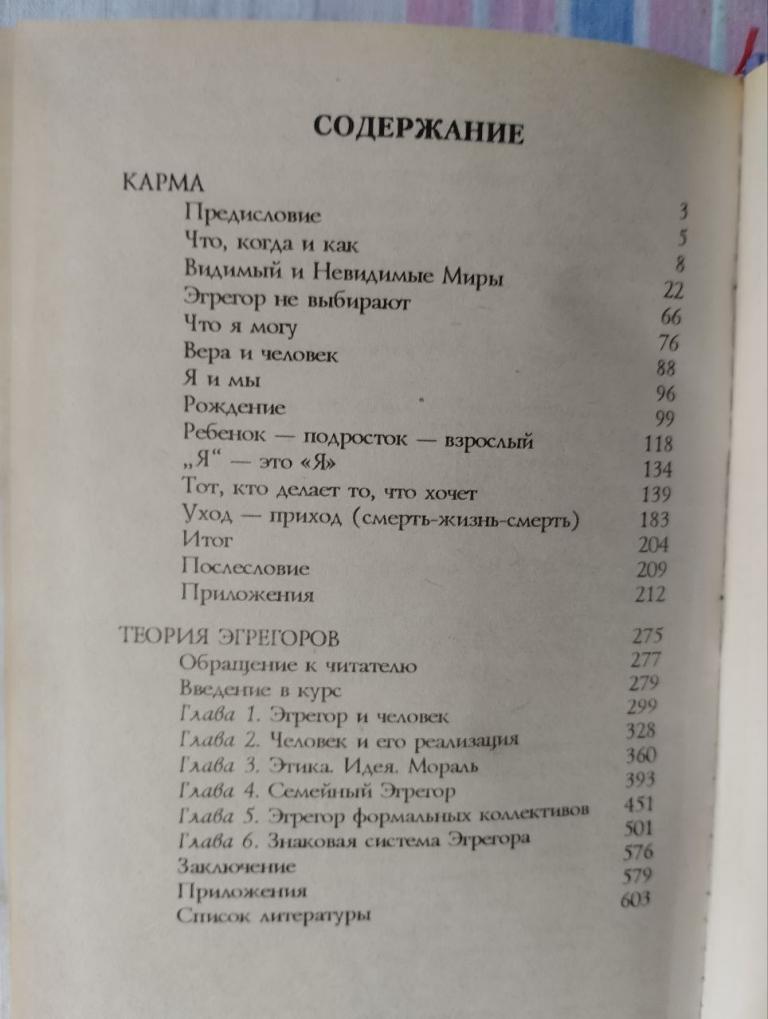 СОДЕРЖАНИЕ
КАРМА 3
Предисловие 5
Что, когда и как 8
Видимый и Невидимые Миры 22
Эгрегор не выбирают 66
Что я могу 76
Вера и человек 88
Я и мы 96
Рождение 99
Ребенок — подросток — взрослый 118
„Я“ — это «Я» 134
Тот, кто делает то, что хочет 139
Уход — приход (смерть-жизнь-смерть) 183
Итог 204
Послесловие 209
Приложения 212
ТЕОРИЯ ЭГРЕГОРОВ 275
Обращение к читателю 277
Введение в курс 279
Глава 1. Эгрегор и человек 299
Глава 2. Человек и его реализация 328
Глава 3. Этика. Идея. Мораль 360
Глава 4. Семейный Эгрегор 393
Глава 5. Эгрегор формальных коллективов 451
Глава 6. Знаковая система Эгрегора 501
Заключение 576
Приложения 579
Список литературы 603